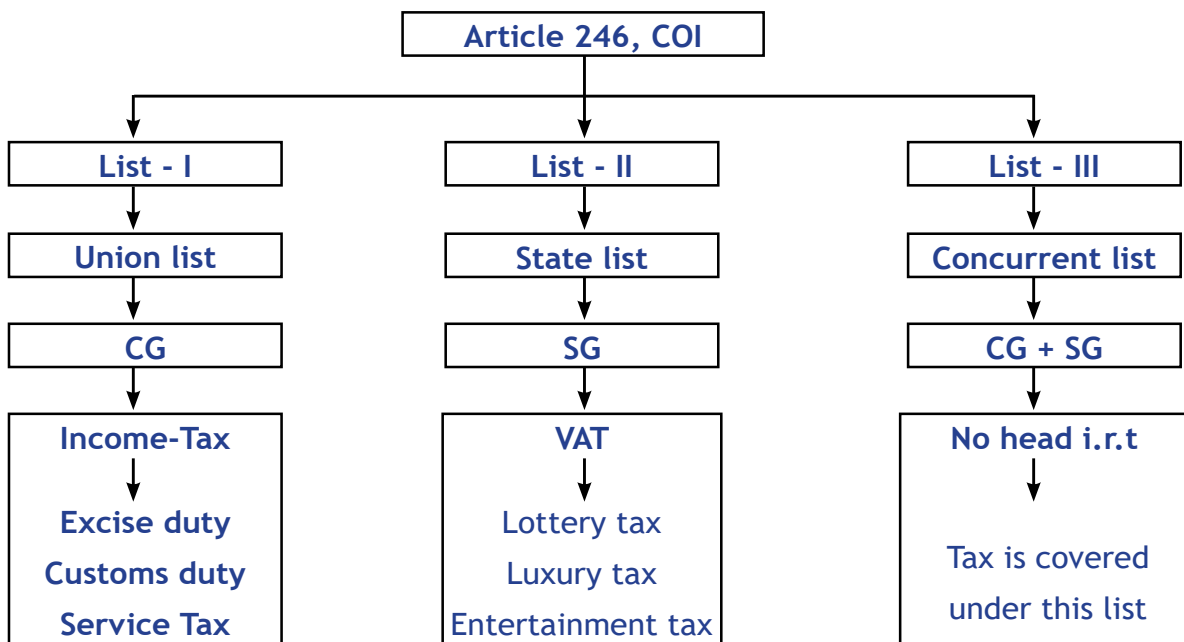 Article 246, COI
List - I
Union list
CG
Income-Tax
Excise duty
Customs duty
Service Tax
List - II
State list
SG
VAT
Lottery tax
Luxury tax
Entertainment tax
List - III
Concurrent list
CG + SG
No head i.r.t
Tax is covered
under this list